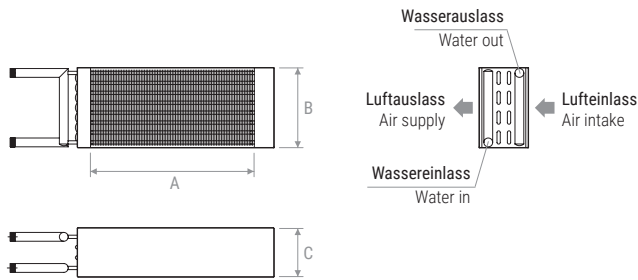 Wasserauslass
Water out
B
Luftauslass
Air supply
Lufteinlass
Air intake
A
Wassereinlass
Water in
C